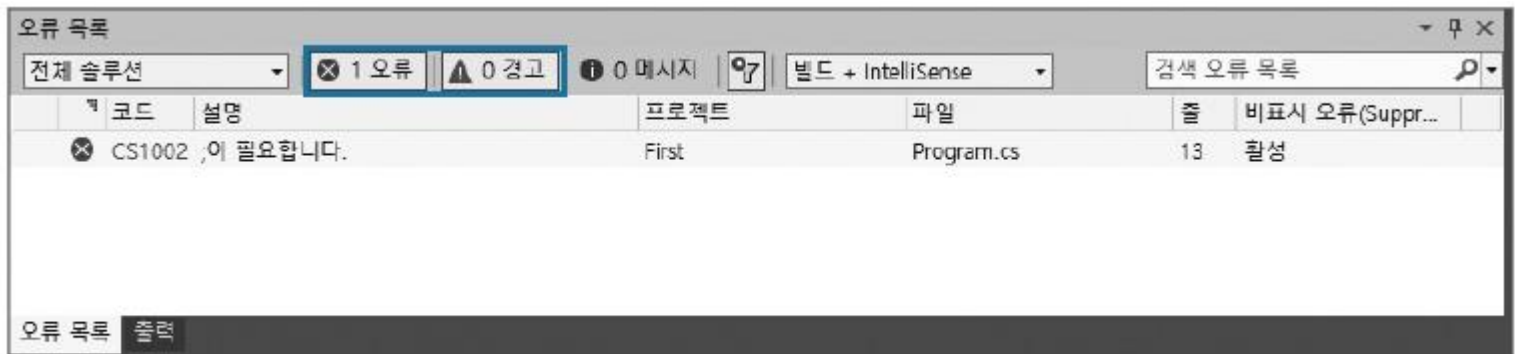 오류 목록
전체 솔루션 1 오류 0 경고 0 메시지 빌드 + IntelliSense 검색 오류 목록
코드 설명 프로젝트 파일 줄 비표시 오류(Suppr...
CS1002 ,이 필요합니다. First Program.cs 13 활성
오류 목록 출력